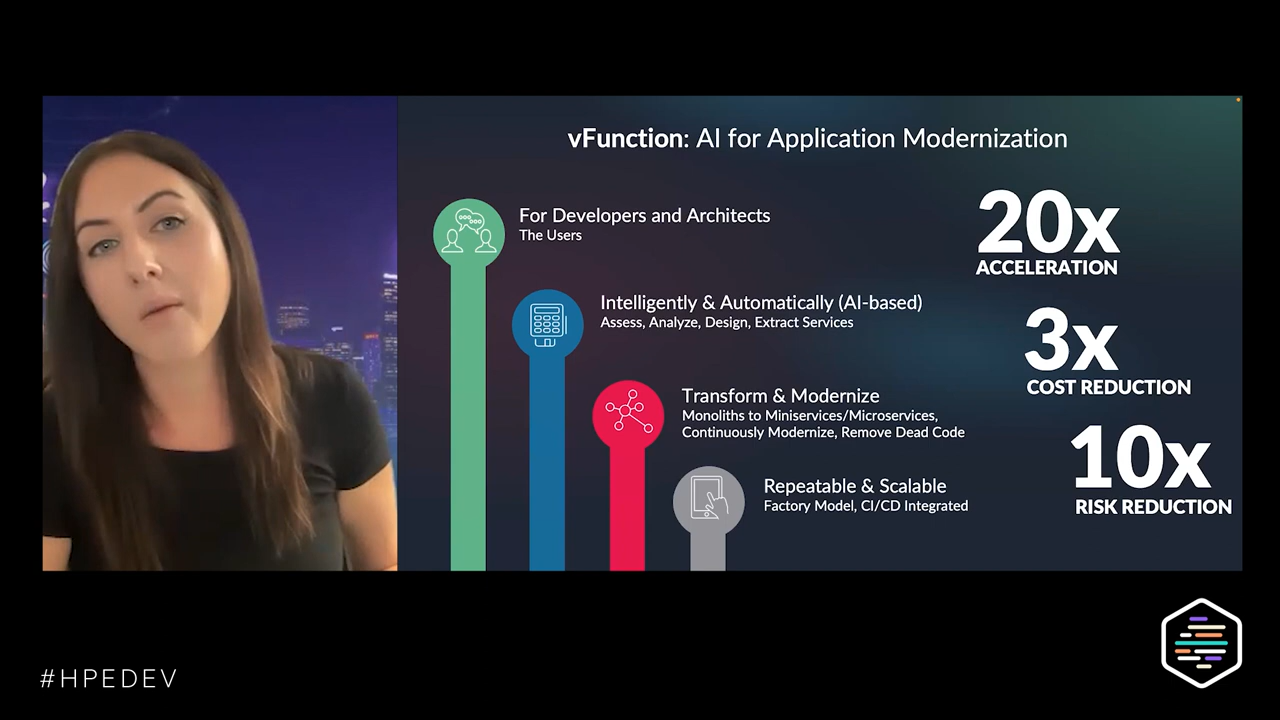 vFunction: AI for Application Modernization
For Developers and Architects
The Users
Intelligently & Automatically (AI-based)
Assess, Analyze, Design, Extract Services
Transform & Modernize
Monoliths to Miniservices/Microservices,
Continuously Modernize, Remove Dead Code
Repeatable & Scalable
Factory Model, CI/CD Integrated
20x
ACCELERATION
3x
COST REDUCTION
10x
RISK REDUCTION
#HPEDEV